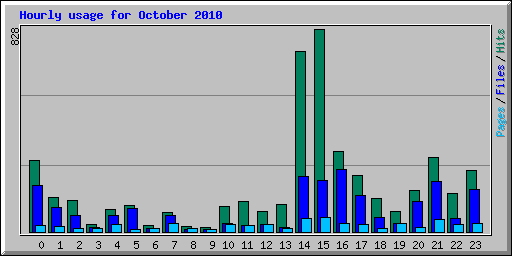 Hourly usage for October 2010
828
Pages/Files/Hits
0 1 2 3 4 5 6 7 8 9 10 11 12 13 14 15 16 17 18 19 20 21 22 23